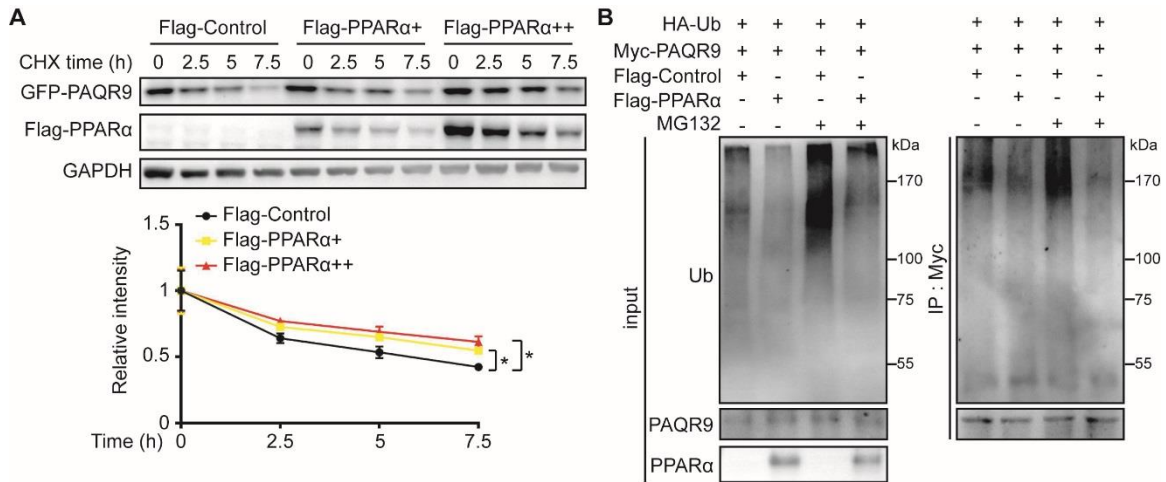 A
Flag-Control Flag-PPARα+ Flag-PPARα++
CHX time (h) 0 2.5 5 7.5 0 2.5 5 7.5 0 2.5 5 7.5
GFP-PAQR9
Flag-PPARα
GAPDH
1.5
Flag-Control
Flag-PPARα+
Flag-PPARα++
1
0.5
0
Relative intensity
* *
Time (h) 0 2.5 5 7.5
B
HA-Ub + + + + + + + +
Myc-PAQR9 + + + + + + + +
Flag-Control + - + - + - + -
Flag-PPARα - + - + - + - +
MG132 - - + + - - + +
kDa
170
100
75
55
Ub
input
PAQR9
PPARα
kDa
170
100
75
55
IP : Myc